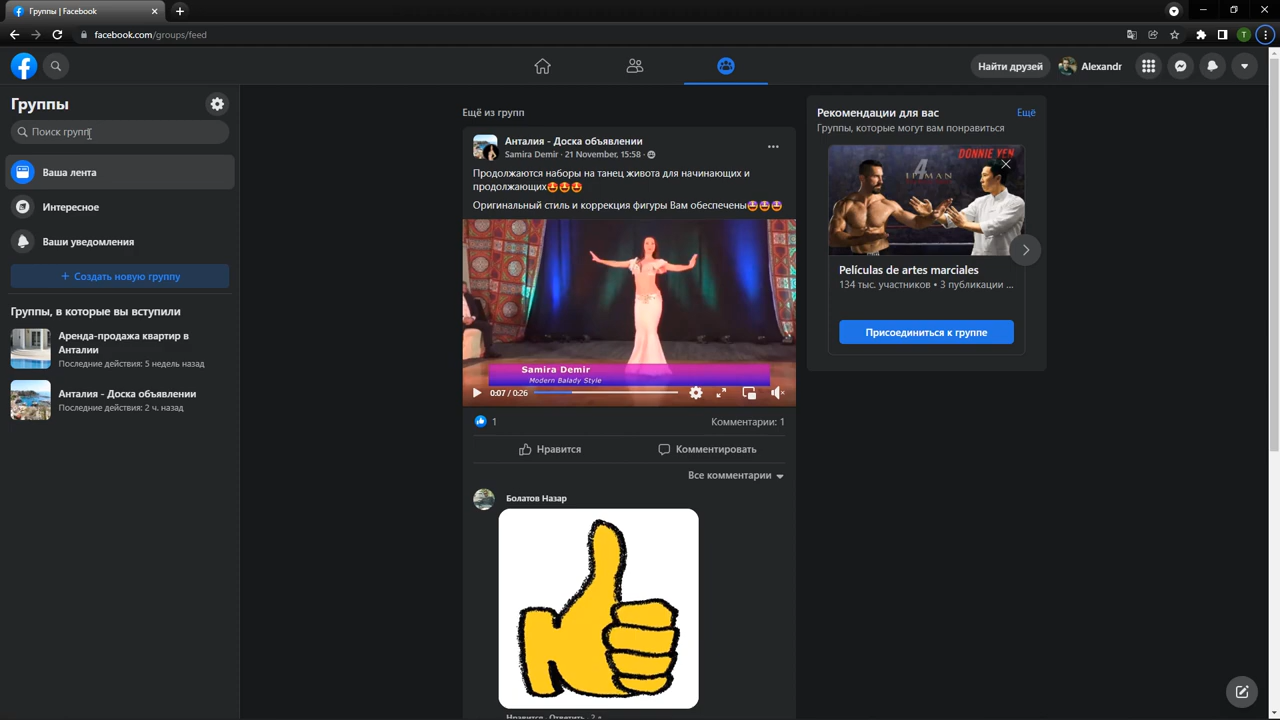 Группы | Facebook
facebook.com/groups/feed
Найти друзей
Alexandr
T
Группы
Поиск групп
Ваша лента
Интересное
Ваши уведомления
+ Создать новую группу
Группы, в которые вы вступили
Аренда-продажа квартир в
Анталии
Последние действия: 5 недель назад
Анталия - Доска объявлении
Последние действия: 2 ч. назад
Ещё из групп
Анталия - Доска объявлении
Samira Demir · 21 November, 15:58 ·
Продолжаются наборы на танец живота для начинающих и
продолжающих🤩🤩🤩
Оригинальный стиль и коррекция фигуры Вам обеспечены🤩🤩🤩
Samira Demir
Modern Balady Style
0:07 / 0:26
1
Комментарии: 1
Нравится
Комментировать
Все комментарии
Болатов Назар
Нравится · Ответить · 2 д.
Рекомендации для вас
Ещё
Группы, которые могут вам понравиться
DONNIE YEN
4
IP MAN
Películas de artes marciales
134 тыс. участников • 3 публикации ...
Присоединиться к группе